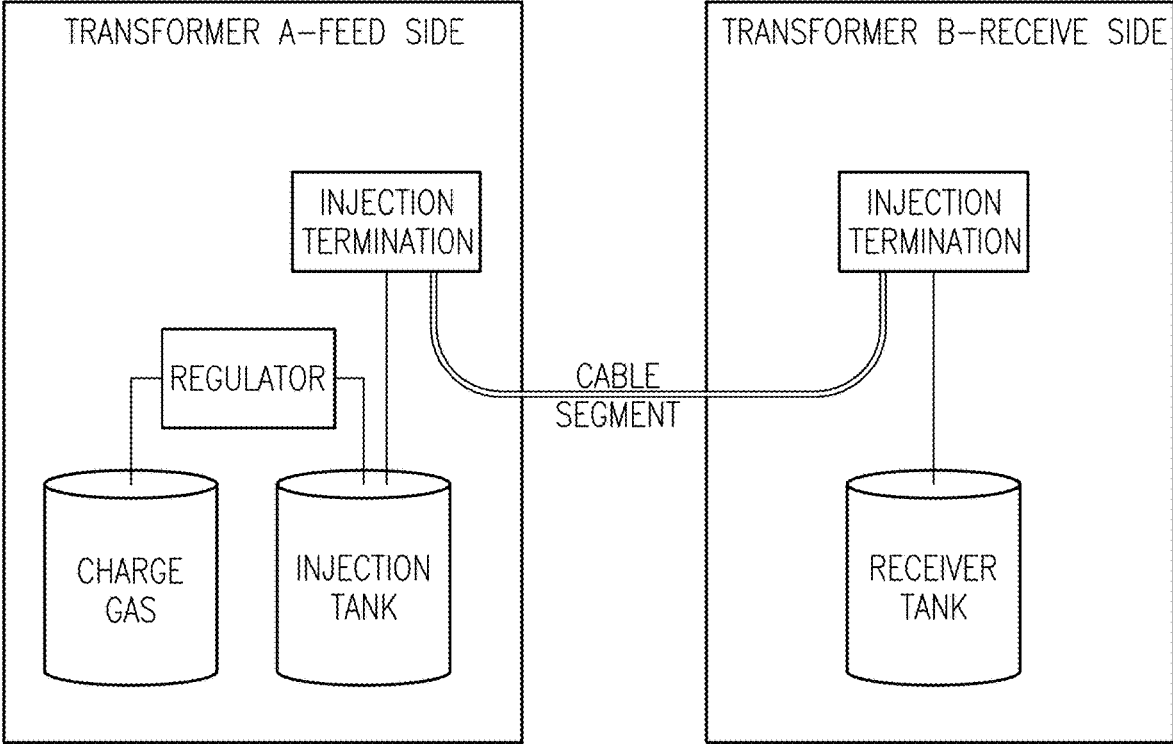 TRANSFORMER A-FEED SIDE
TRANSFORMER B-RECEIVE SIDE
INJECTION
TERMINATION
INJECTION
TERMINATION
REGULATOR
CABLE
SEGMENT
CHARGE
GAS
INJECTION
TANK
RECEIVER
TANK